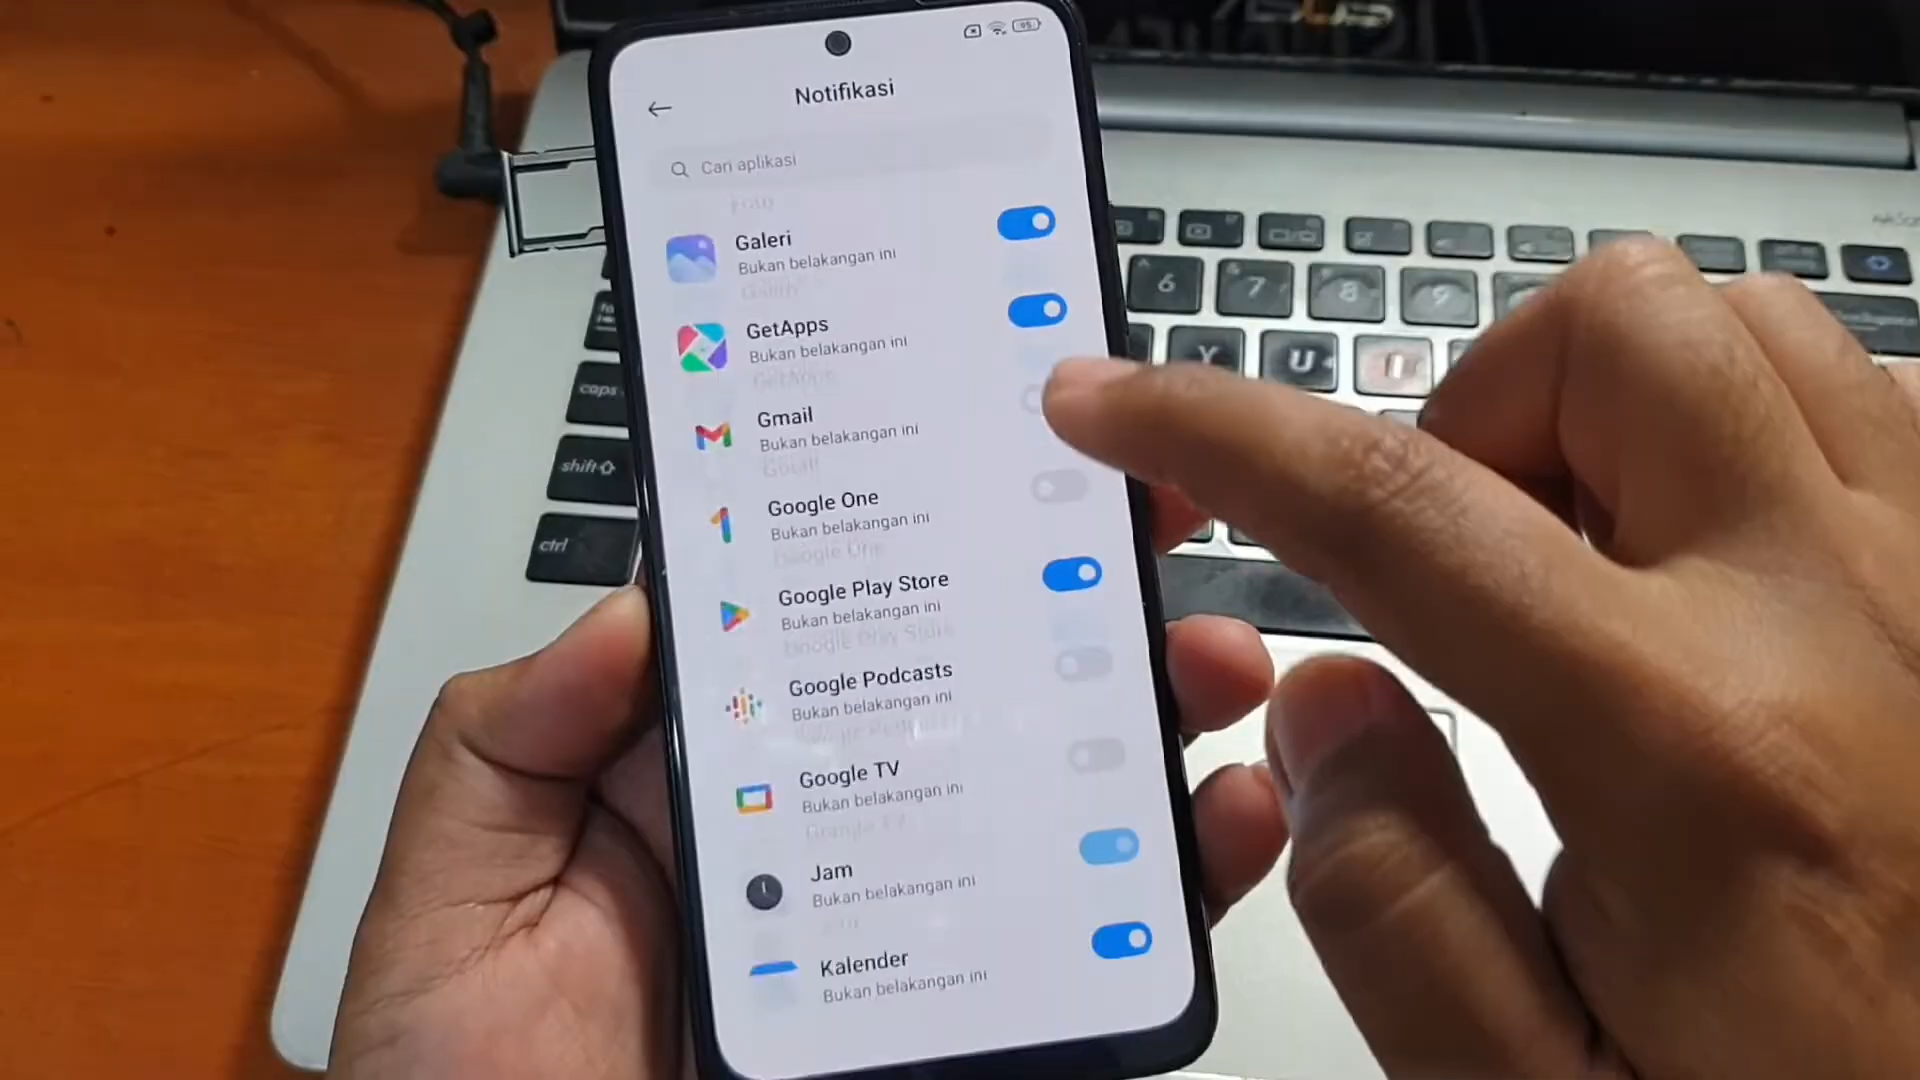 Notifikasi
Cari aplikasi
Galeri
Bukan belakangan ini
GetApps
Bukan belakangan ini
Gmail
Bukan belakangan ini
Google One
Bukan belakangan ini
Google Play Store
Bukan belakangan ini
Google Podcasts
Bukan belakangan ini
Google TV
Bukan belakangan ini
Jam
Bukan belakangan ini
Kalender
Bukan belakangan ini
6
7
8
9
Y
U
caps
shift
ctrl